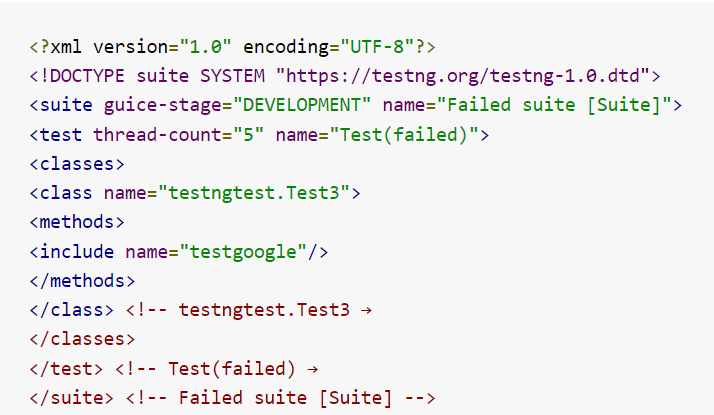 <?xml version="1.0" encoding="UTF-8"?>
<!DOCTYPE suite SYSTEM "https://testng.org/testng-1.0.dtd">
<suite guice-stage="DEVELOPMENT" name="Failed suite [Suite]">
<test thread-count="5" name="Test(failed)">
<classes>
<class name="testngtest.Test3">
<methods>
<include name="testgoogle"/>
</methods>
</class> <!-- testngtest.Test3 →
</classes>
</test> <!-- Test(failed) →
</suite> <!-- Failed suite [Suite] -->